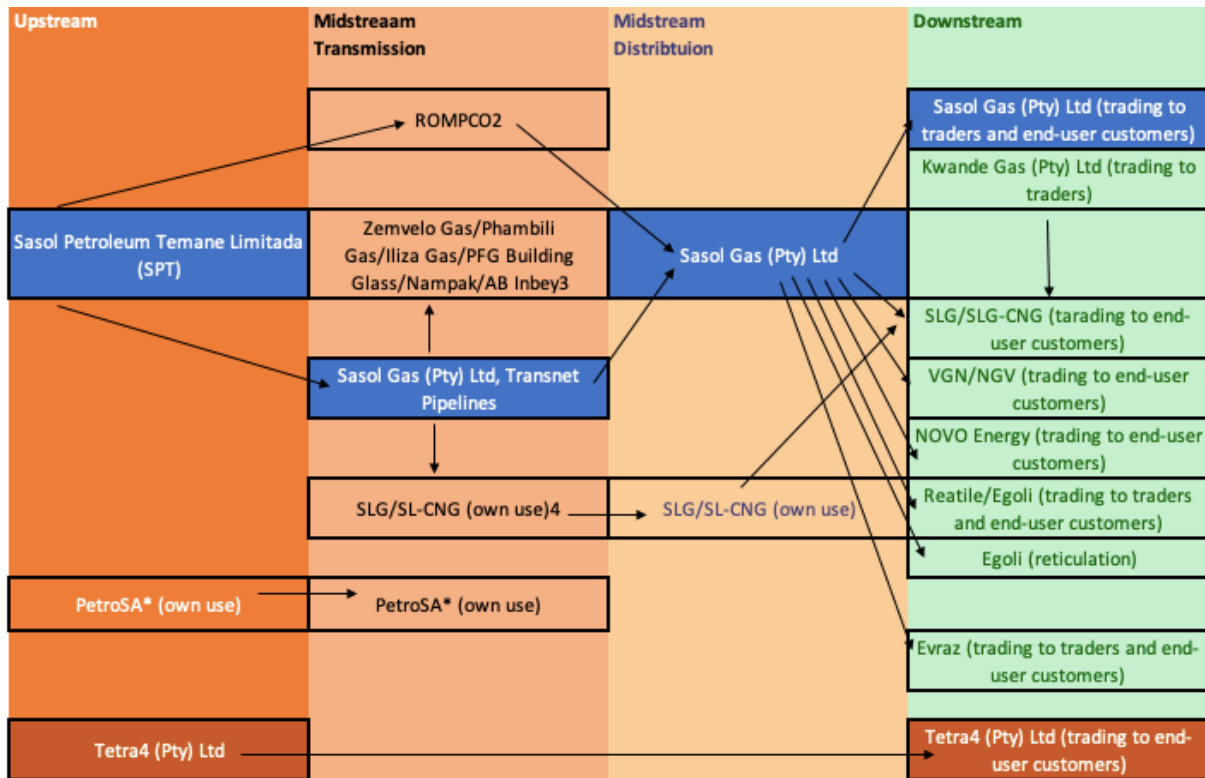 Upstream
Midstreaam
Transmission
Midstream
Distribtuion
Downstream
ROMPCO2
Sasol Gas (Pty) Ltd (trading to
traders and end-user customers)
Kwande Gas (Pty) Ltd (trading to
traders)
Sasol Petroleum Temane Limitada
(SPT)
Zemvelo Gas/Phambili
Gas/Iliza Gas/PFG Building
Glass/Nampak/AB Inbey3
Sasol Gas (Pty) Ltd
SLG/SLG-CNG (tarading to end-
user customers)
Sasol Gas (Pty) Ltd, Transnet
Pipelines
VGN/NGV (trading to end-user
customers)
NOVO Energy (trading to end-user
customers)
SLG/SL-CNG (own use)4
SLG/SL-CNG (own use)
Reatile/Egoli (trading to traders
and end-user customers)
Egoli (reticulation)
PetroSA* (own use)
PetroSA* (own use)
Evraz (trading to traders and end-
user customers)
Tetra4 (Pty) Ltd
Tetra4 (Pty) Ltd (trading to end-
user customers)